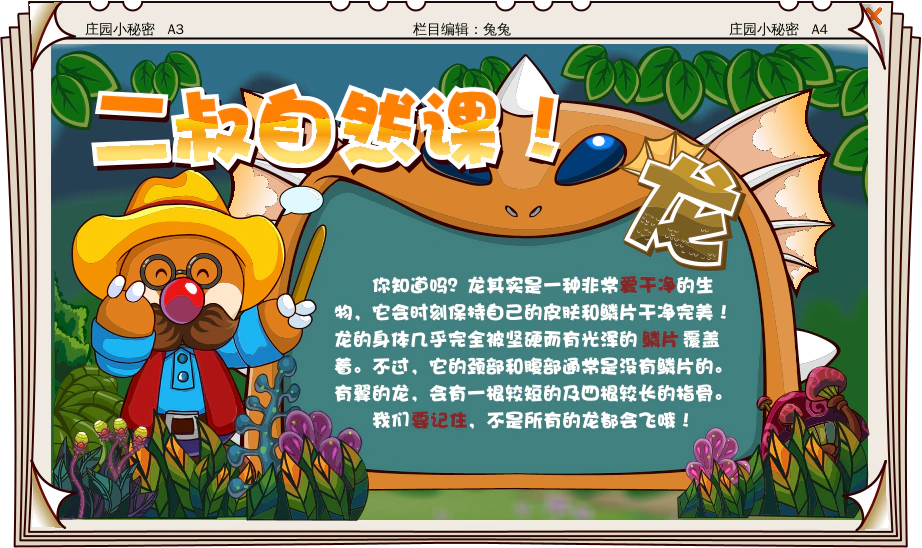 庄园小秘密 A3
栏目编辑：兔兔
庄园小秘密 A4
二叔自然课！
龙
你知道吗？龙其实是一种非常爱干净的生
物，它会时刻保持自己的皮肤和鳞片干净完美！
龙的身体几乎完全被坚硬而有光泽的 鳞片 覆盖
着。不过，它的颈部和腹部通常是没有鳞片的。
有翼的龙，会有一根较短的及四根较长的指骨。
我们要记住，不是所有的龙都会飞哦！